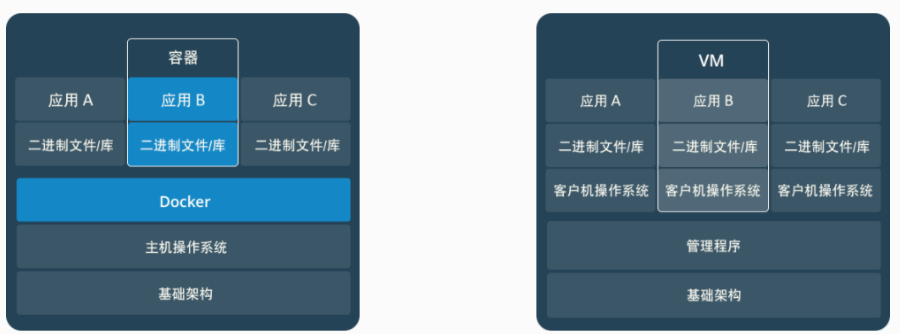 容器
应用 A
应用 B
应用 C
二进制文件/库
二进制文件/库
二进制文件/库
Docker
主机操作系统
基础架构
VM
应用 A
应用 B
应用 C
二进制文件/库
二进制文件/库
二进制文件/库
客户机操作系统
客户机操作系统
客户机操作系统
管理程序
基础架构